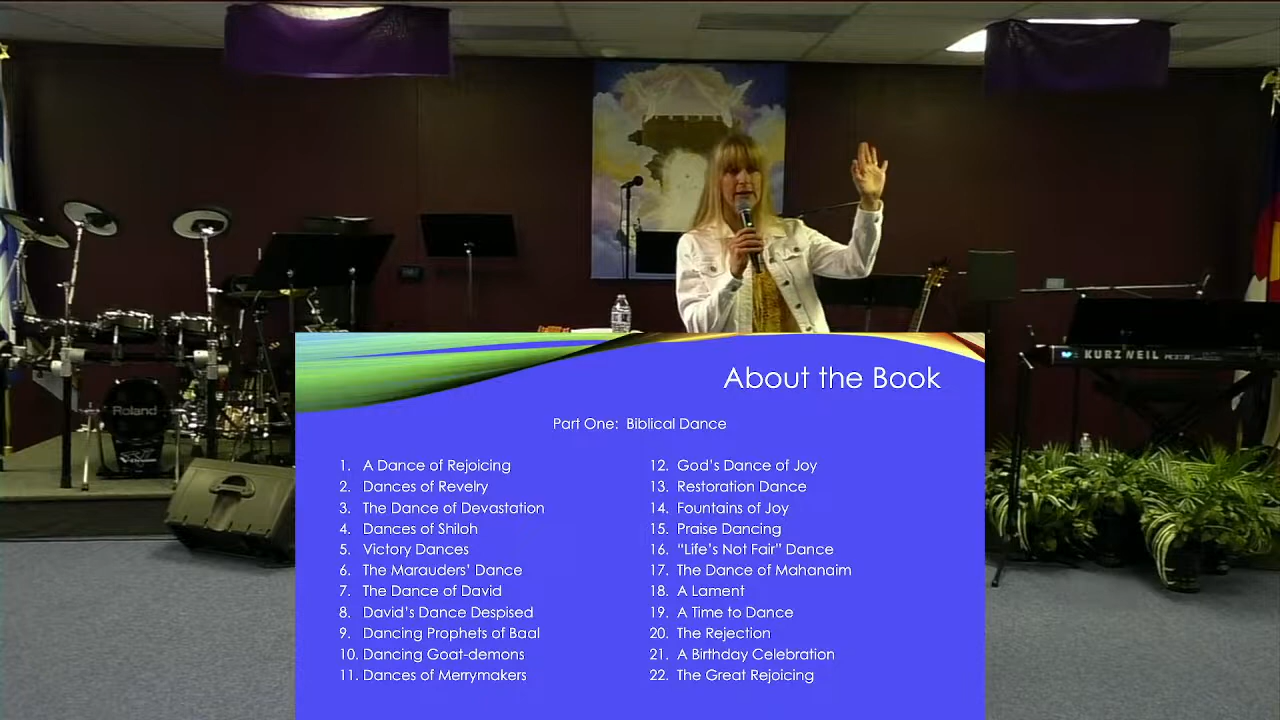 Roland
KURZWEIL
About the Book
Part One: Biblical Dance
1. A Dance of Rejoicing
2. Dances of Revelry
3. The Dance of Devastation
4. Dances of Shiloh
5. Victory Dances
6. The Marauders' Dance
7. The Dance of David
8. David's Dance Despised
9. Dancing Prophets of Baal
10. Dancing Goat-demons
11. Dances of Merrymakers
12. God's Dance of Joy
13. Restoration Dance
14. Fountains of Joy
15. Praise Dancing
16. "Life's Not Fair" Dance
17. The Dance of Mahanaim
18. A Lament
19. A Time to Dance
20. The Rejection
21. A Birthday Celebration
22. The Great Rejoicing